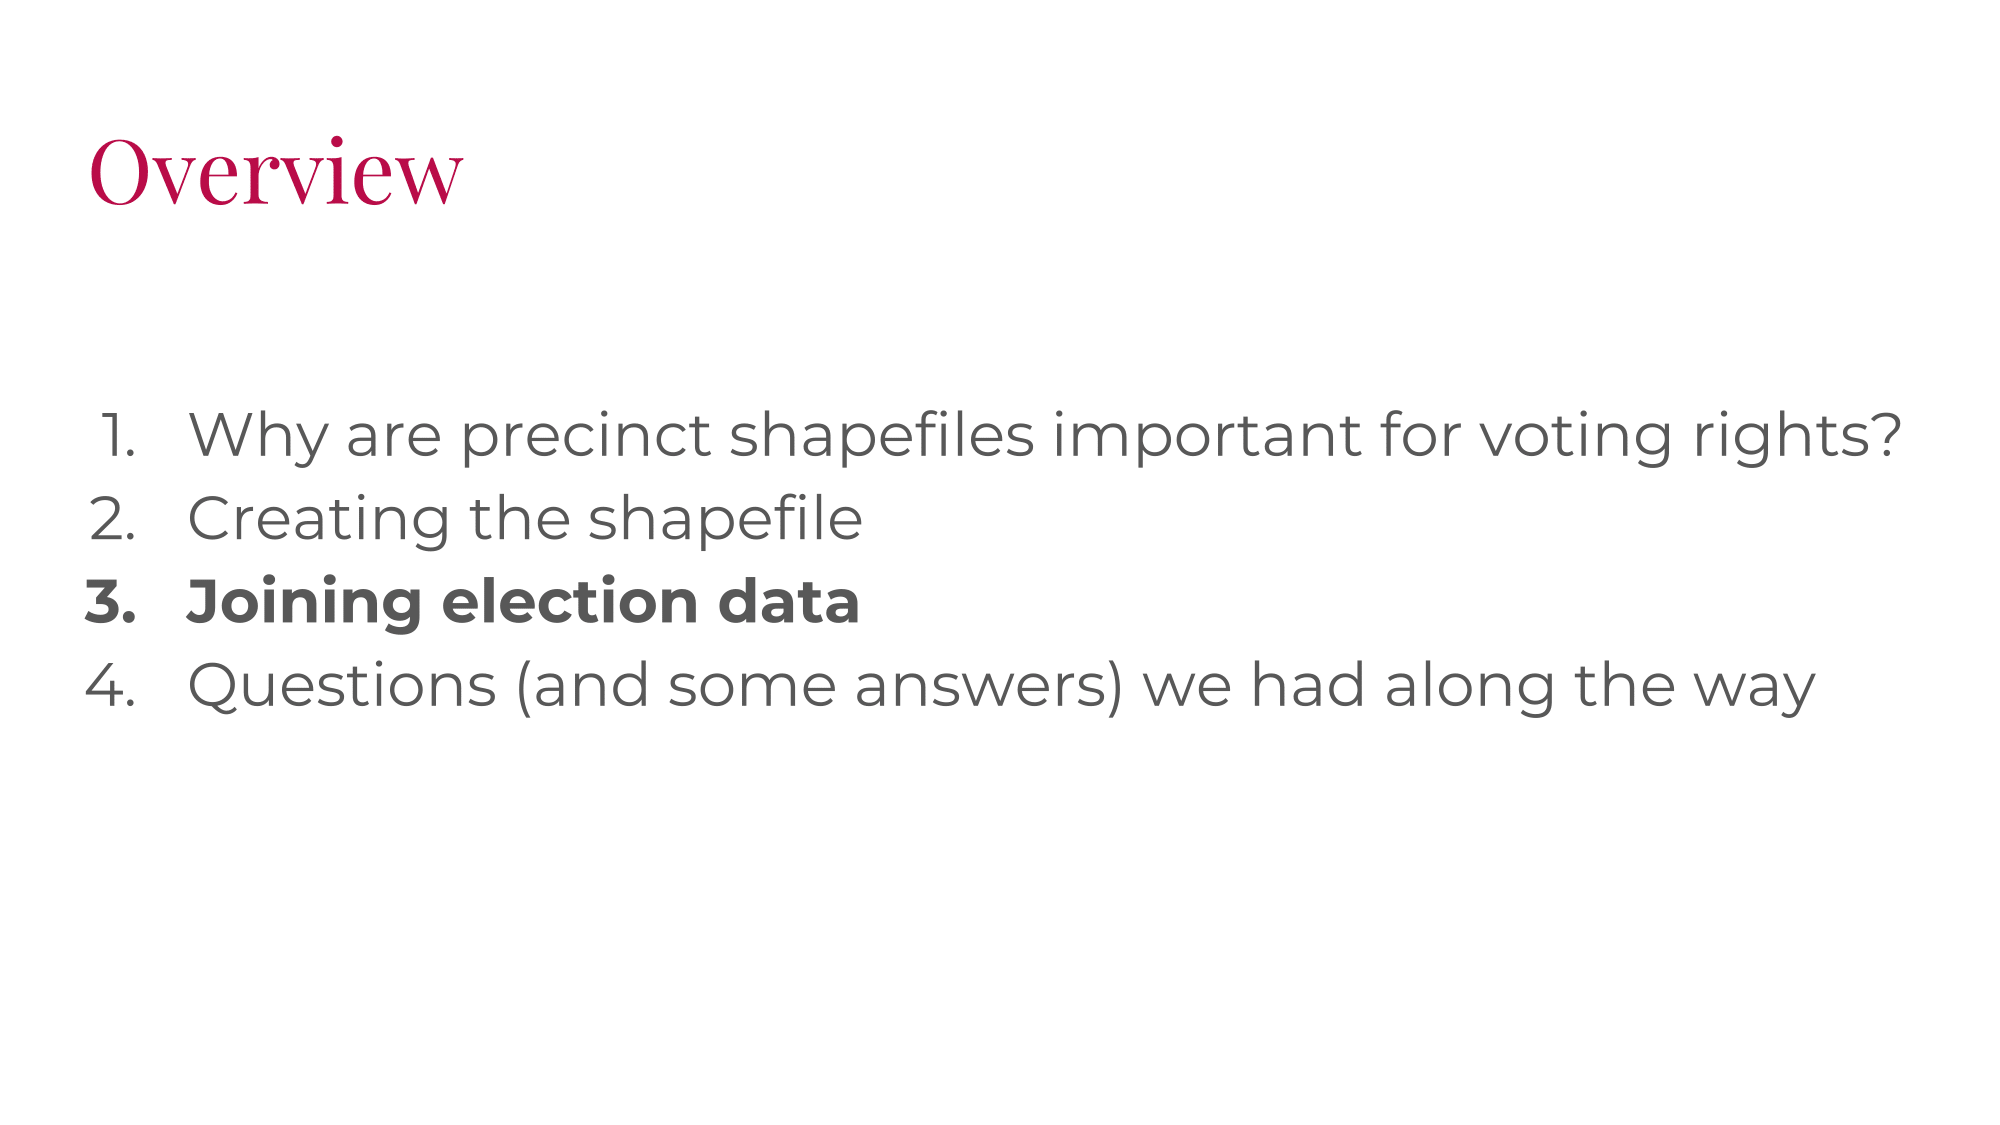 Overview
1. Why are precinct shapefiles important for voting rights?
2. Creating the shapefile
3. Joining election data
4. Questions (and some answers) we had along the way